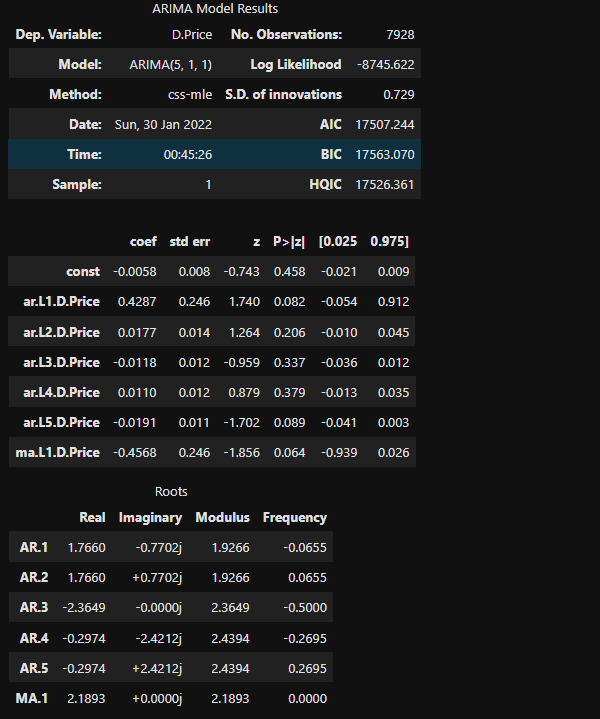 ARIMA Model Results
Dep. Variable: D.Price No. Observations: 7928
Model: ARIMA(5, 1, 1) Log Likelihood -8745.622
Method: css-mle S.D. of innovations 0.729
Date: Sun, 30 Jan 2022 AIC 17507.244
Time: 00:45:26 BIC 17563.070
Sample: 1 HQIC 17526.361
coef std err z P>|z| [0.025 0.975]
const -0.0058 0.008 -0.743 0.458 -0.021 0.009
ar.L1.D.Price 0.4287 0.246 1.740 0.082 -0.054 0.912
ar.L2.D.Price 0.0177 0.014 1.264 0.206 -0.010 0.045
ar.L3.D.Price -0.0118 0.012 -0.959 0.337 -0.036 0.012
ar.L4.D.Price 0.0110 0.012 0.879 0.379 -0.013 0.035
ar.L5.D.Price -0.0191 0.011 -1.702 0.089 -0.041 0.003
ma.L1.D.Price -0.4568 0.246 -1.856 0.064 -0.939 0.026
Roots
Real Imaginary Modulus Frequency
AR.1 1.7660 -0.7702j 1.9266 -0.0655
AR.2 1.7660 +0.7702j 1.9266 0.0655
AR.3 -2.3649 -0.0000j 2.3649 -0.5000
AR.4 -0.2974 -2.4212j 2.4394 -0.2695
AR.5 -0.2974 +2.4212j 2.4394 0.2695
MA.1 2.1893 +0.0000j 2.1893 0.0000